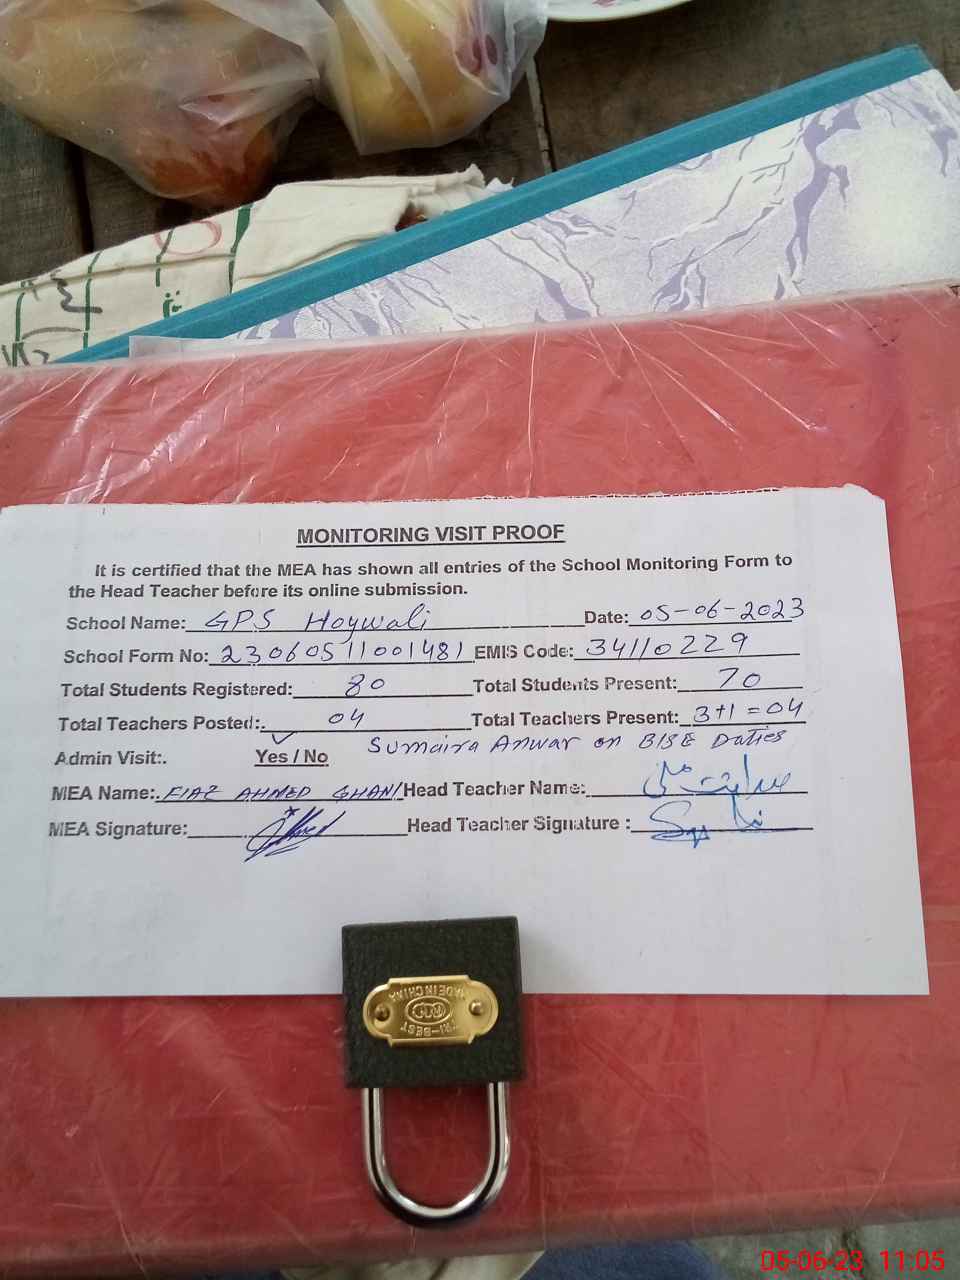 MONITORING VISIT PROOF
It is certified that the MEA has shown all entries of the School Monitoring Form to
the Head Teacher before its online submission.
School Name: GPS Hoywali Date: 05-06-2023
School Form No: 23060511001481 EMIS Code: 34110229
Total Students Registered: 80 Total Students Present: 70
Total Teachers Posted: 04 Total Teachers Present: 3+1=04
Admin Visit: Yes / No Sumaira Anwar on BISE Duties
MEA Name: FIAZ AHMED GHANI Head Teacher Name:
MEA Signature: Head Teacher Signature :
MADE IN CHINA
TRI-BEST
05-06-23 11:05